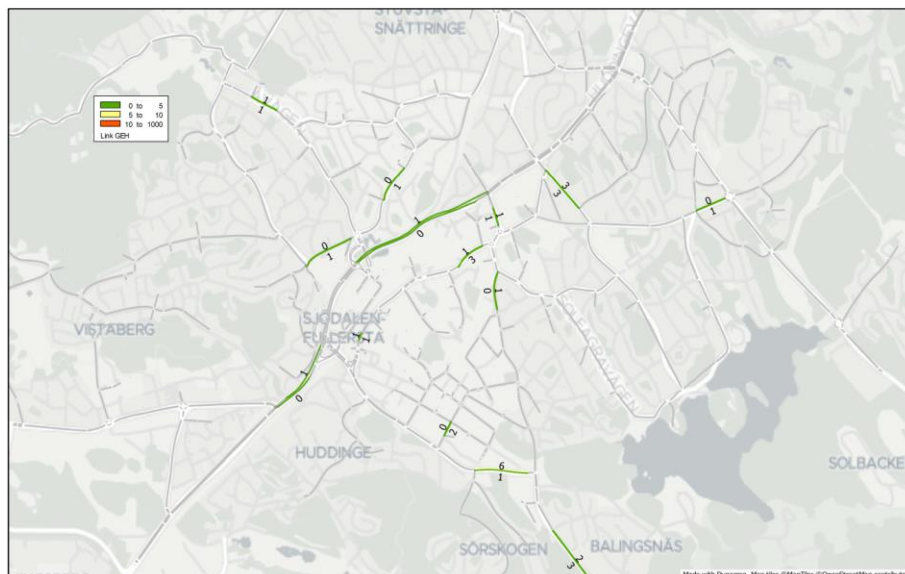 STUVSTA-
SNÄTTRINGE
0 to 5
5 to 10
10 to 1000
Link GEH
1
1
0
1
3
3
0
1
1
0
1
1
0
1
1
3
1
0
VISTABERG
SJÖDALEN-
FULLERSTA
1
1
1
0
0
2
HUDDINGE
6
1
SOLBACKE
SÖRSKOGEN
BALINGSNÄS
2
3